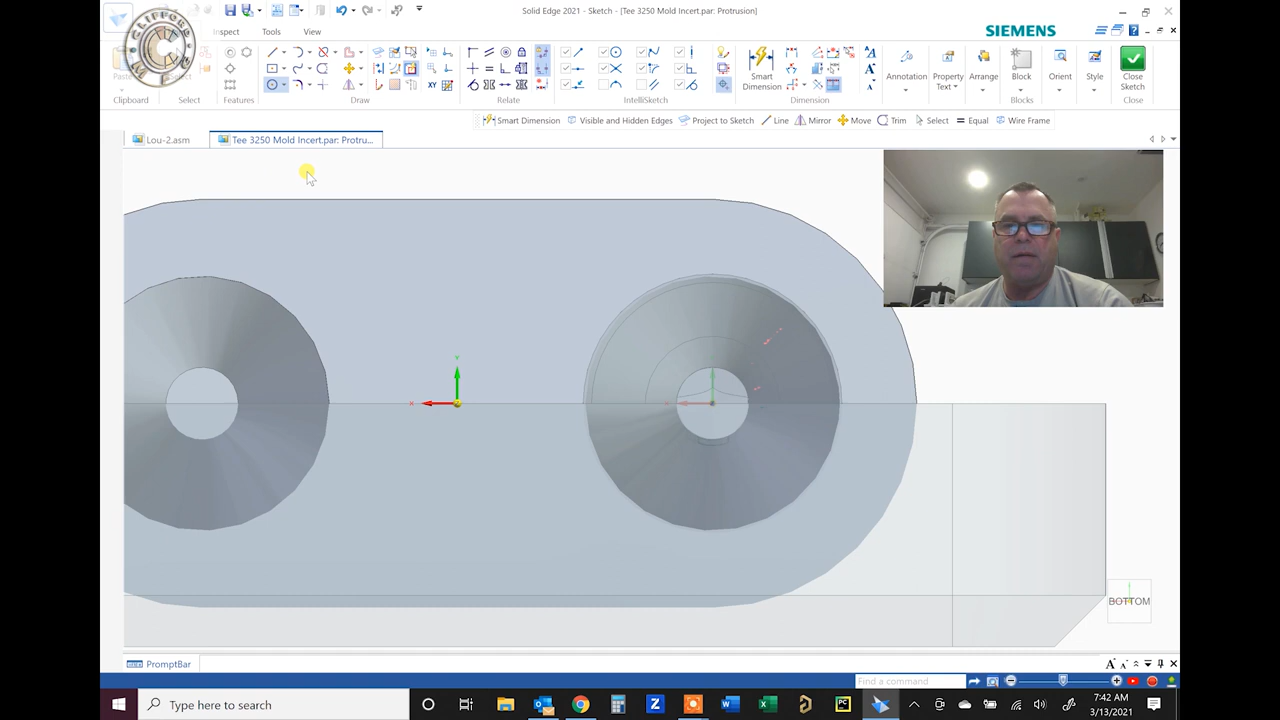 Solid Edge 2021 - Sketch - [Tee 3250 Mold Incert.par: Protrusion]
CLIFFORD
Inspect Tools View
SIEMENS
Paste
Select
Smart
Dimension
Annotation
Property
Text
Arrange
Block
Orient
Style
Close
Sketch
Clipboard Select Features Draw Relate IntelliSketch Dimension Blocks Close
Smart Dimension Visible and Hidden Edges Project to Sketch Line Mirror Move Trim Select Equal Wire Frame
Lou-2.asm Tee 3250 Mold Incert.par: Protru...
Y
X
BOTTOM
PromptBar
Find a command
Type here to search
7:42 AM
3/13/2021